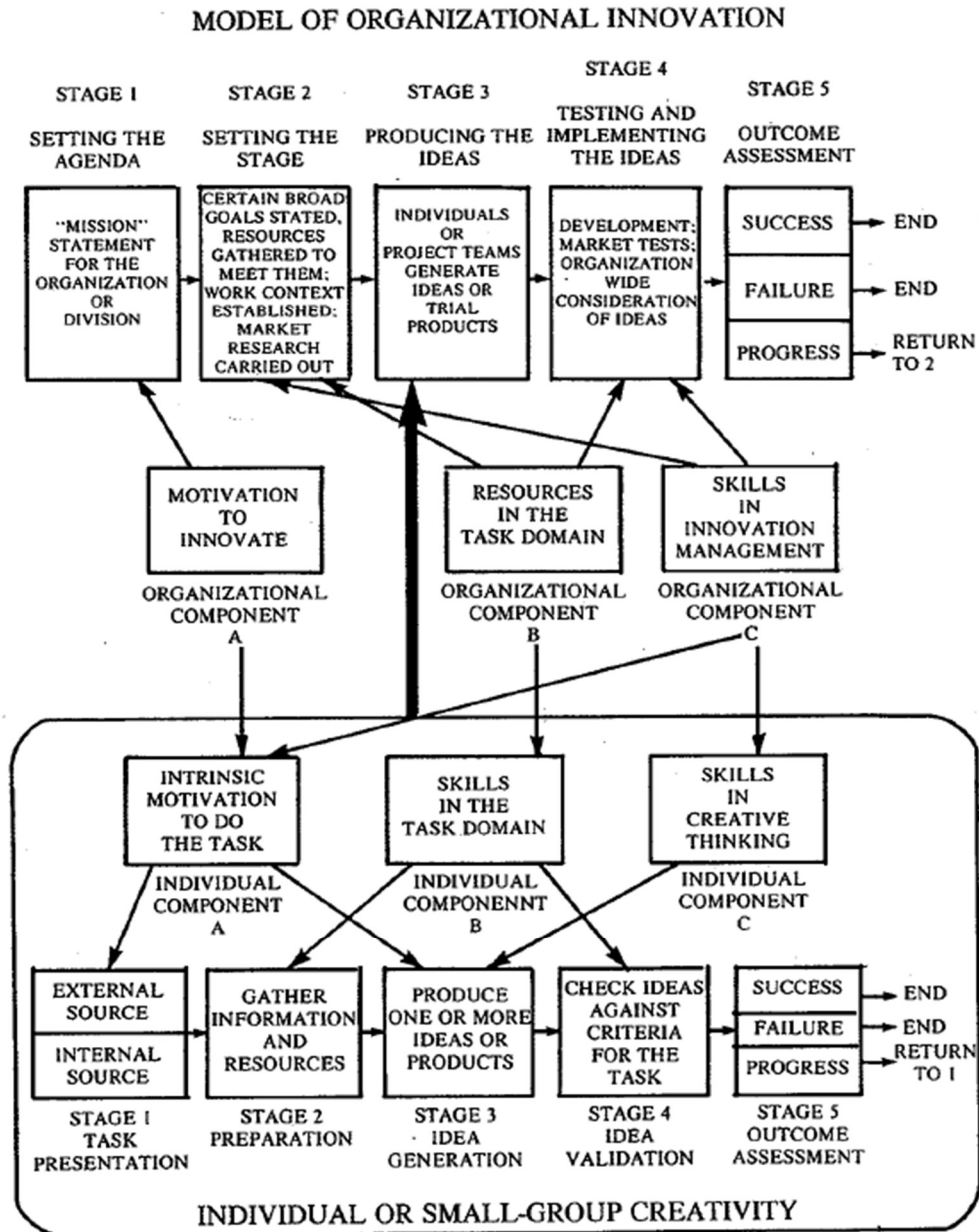 MODEL OF ORGANIZATIONAL INNOVATION
STAGE 1
SETTING THE
AGENDA
STAGE 2
SETTING THE
STAGE
STAGE 3
PRODUCING THE
IDEAS
STAGE 4
TESTING AND
IMPLEMENTING
THE IDEAS
STAGE 5
OUTCOME
ASSESSMENT
"MISSION"
STATEMENT
FOR THE
ORGANIZATION
OR
DIVISION
CERTAIN BROAD
GOALS STATED,
RESOURCES
GATHERED TO
MEET THEM;
WORK CONTEXT
ESTABLISHED;
MARKET
RESEARCH
CARRIED OUT
INDIVIDUALS
OR
PROJECT TEAMS
GENERATE
IDEAS OR
TRIAL
PRODUCTS
DEVELOPMENT;
MARKET TESTS;
ORGANIZATION
WIDE
CONSIDERATION
OF IDEAS
SUCCESS
END
FAILURE
END
PROGRESS
RETURN
TO 2
MOTIVATION
TO
INNOVATE
ORGANIZATIONAL
COMPONENT
A
RESOURCES
IN THE
TASK DOMAIN
ORGANIZATIONAL
COMPONENT
B
SKILLS
IN
INNOVATION
MANAGEMENT
ORGANIZATIONAL
COMPONENT
C
INTRINSIC
MOTIVATION
TO DO
THE TASK
INDIVIDUAL
COMPONENT
A
SKILLS
IN THE
TASK DOMAIN
INDIVIDUAL
COMPONENNT
B
SKILLS
IN
CREATIVE
THINKING
INDIVIDUAL
COMPONENT
C
EXTERNAL
SOURCE
INTERNAL
SOURCE
STAGE 1
TASK
PRESENTATION
GATHER
INFORMATION
AND
RESOURCES
STAGE 2
PREPARATION
PRODUCE
ONE OR MORE
IDEAS OR
PRODUCTS
STAGE 3
IDEA
GENERATION
CHECK IDEAS
AGAINST
CRITERIA
FOR THE
TASK
STAGE 4
IDEA
VALIDATION
SUCCESS
END
FAILURE
END
PROGRESS
RETURN
TO 1
STAGE 5
OUTCOME
ASSESSMENT
INDIVIDUAL OR SMALL-GROUP CREATIVITY